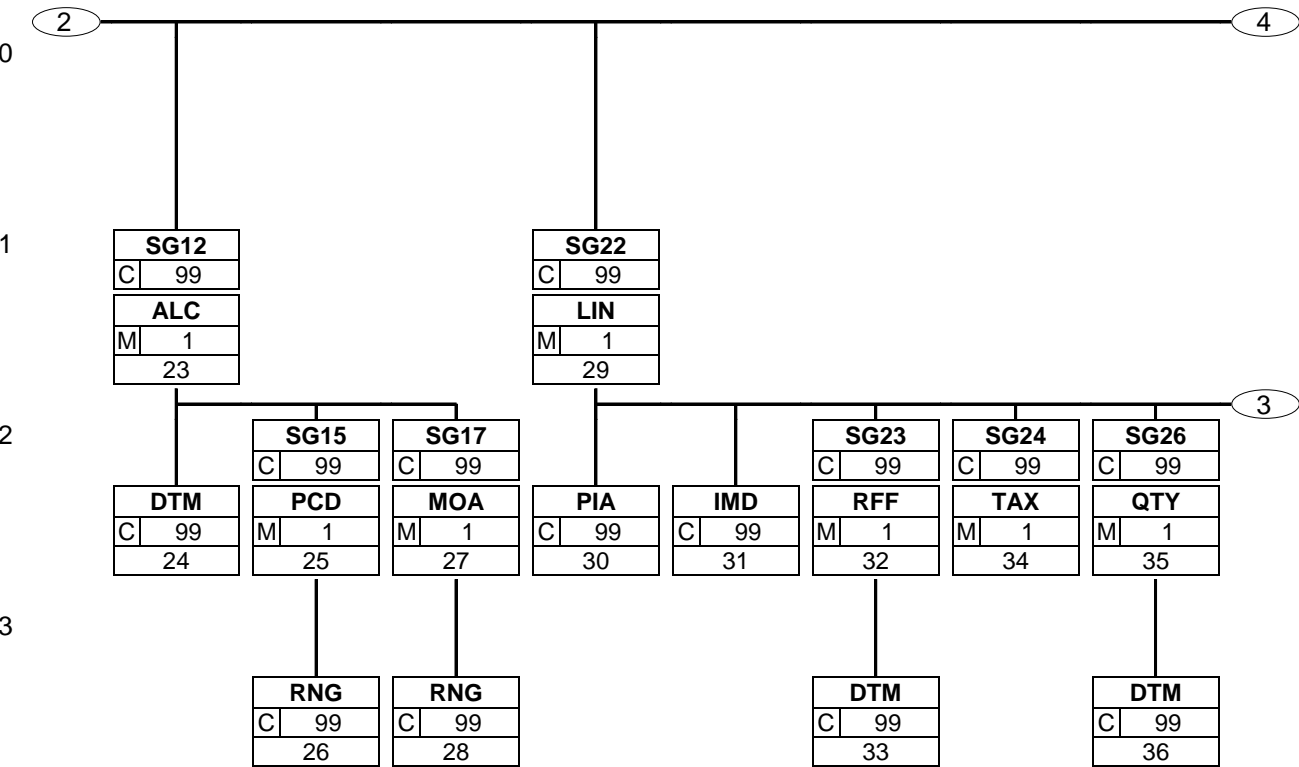 2 4
0
1 SG12 SG22
C 99 C 99
ALC LIN
M 1 M 1
23 29
3
2 SG15 SG17 SG23 SG24 SG26
C 99 C 99 C 99 C 99 C 99
DTM PCD MOA PIA IMD RFF TAX QTY
C 99 M 1 M 1 C 99 C 99 M 1 M 1 M 1
24 25 27 30 31 32 34 35
3
RNG RNG DTM DTM
C 99 C 99 C 99 C 99
26 28 33 36